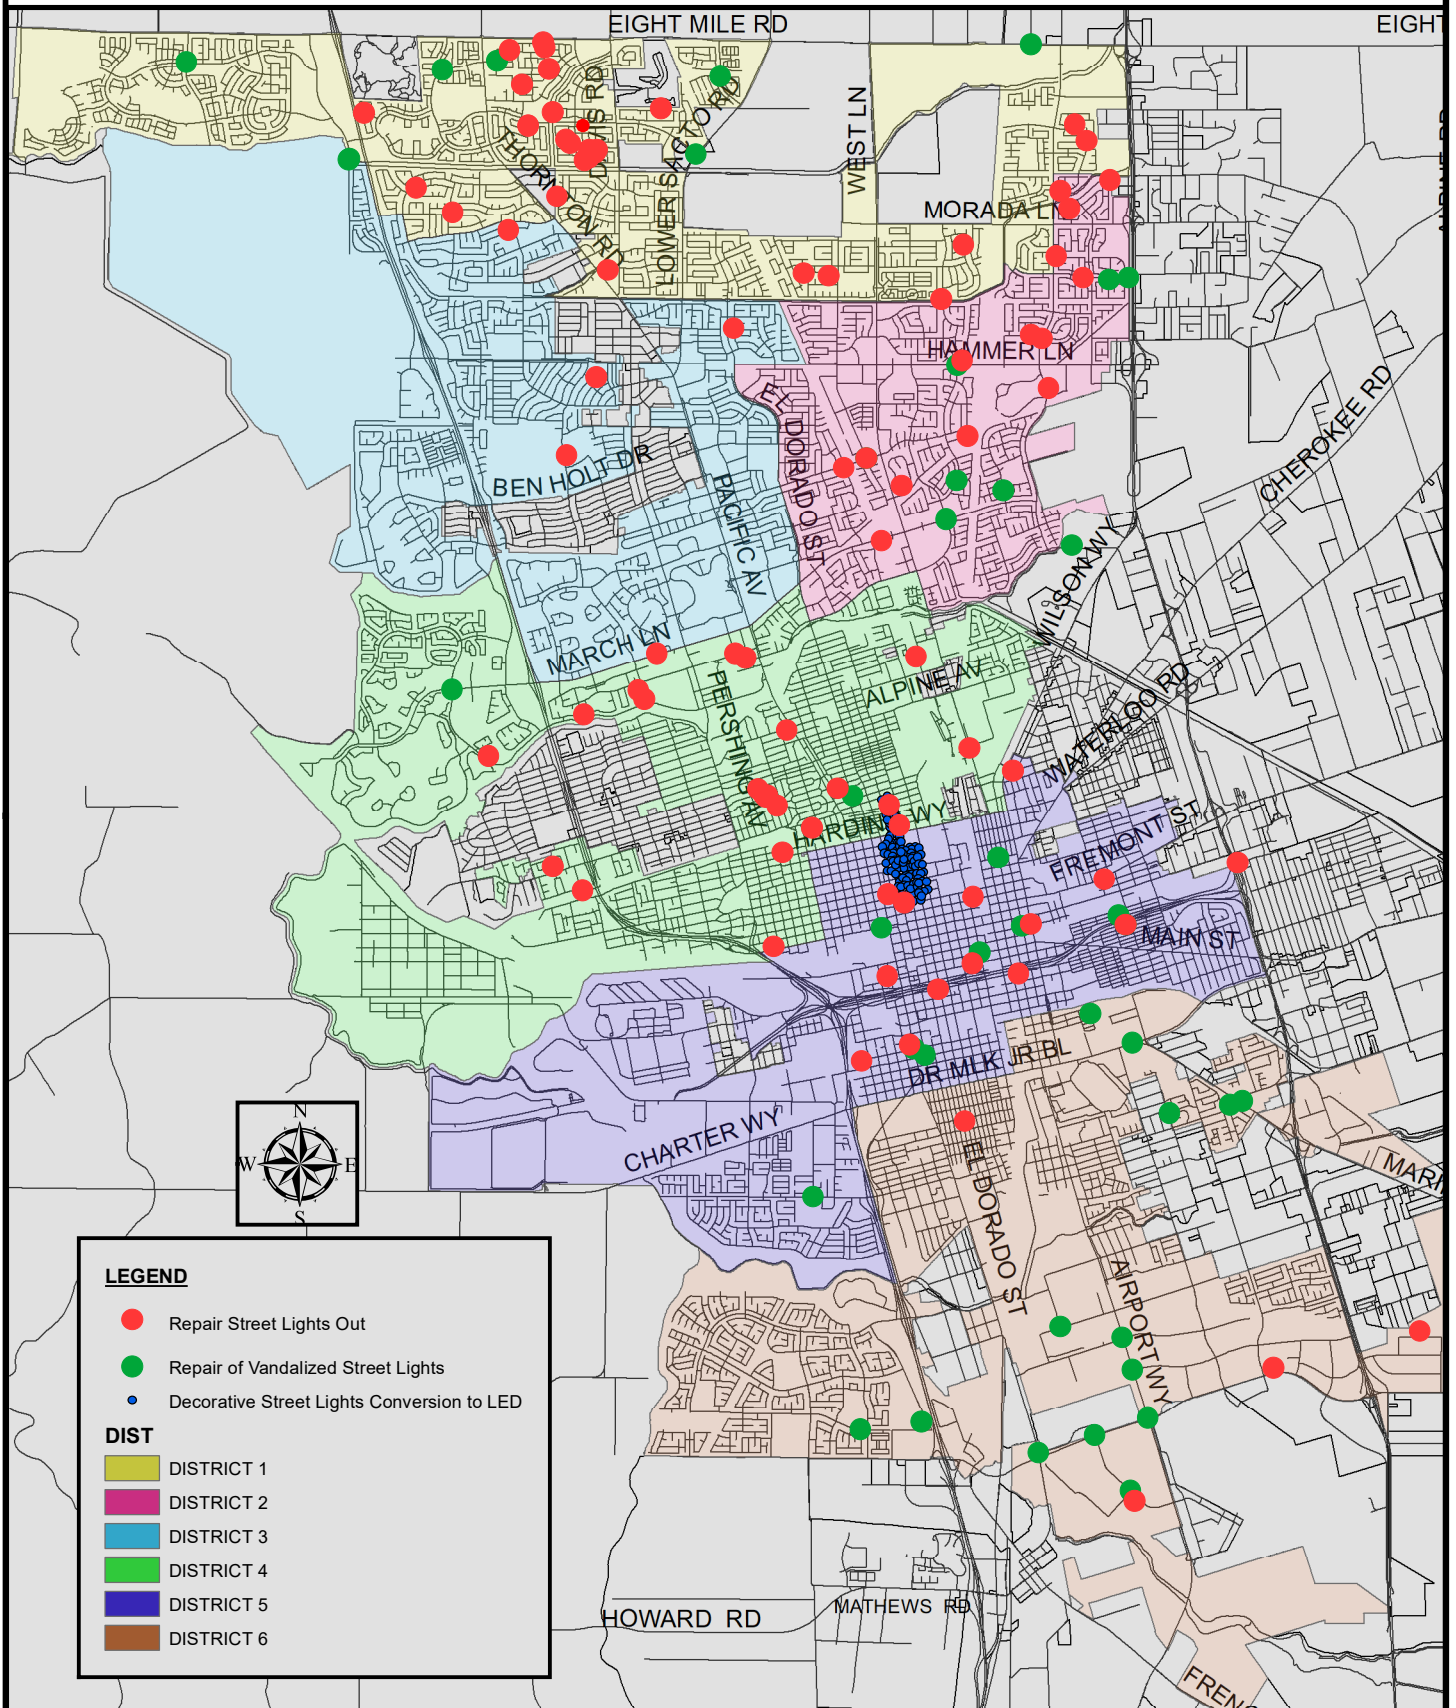 EIGHT MILE RD
EIGHT
DAVIS RD
THORNTON RD
LOWER SACTO RD
WEST LN
MORADA LN
HAMMER LN
EL DORADO ST
BEN HOLT DR
PACIFIC AV
CHEROKEE RD
WILSON WY
MARCH LN
PERSHING AV
ALPINE AV
WATERLOO RD
HARDING WY
FREMONT ST
MAIN ST
DR MLK JR BL
CHARTER WY
EL DORADO ST
AIRPORT WY
MARI
N
W
E
S
LEGEND
Repair Street Lights Out
Repair of Vandalized Street Lights
Decorative Street Lights Conversion to LED
DIST
DISTRICT 1
DISTRICT 2
DISTRICT 3
DISTRICT 4
DISTRICT 5
DISTRICT 6
HOWARD RD
MATHEWS RD
FREN